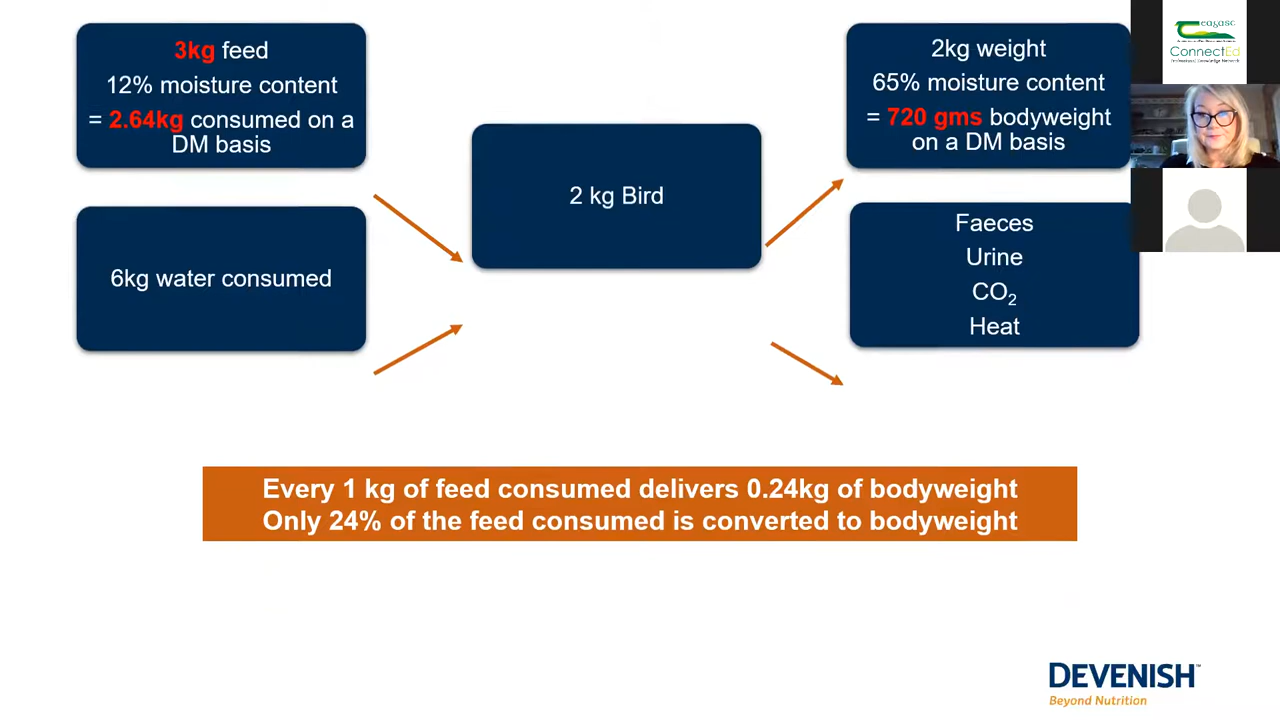 3kg feed
12% moisture content
= 2.64kg consumed on a
DM basis
6kg water consumed
2 kg Bird
2kg weight
65% moisture content
= 720 gms bodyweight
on a DM basis
Faeces
Urine
CO₂
Heat
Every 1 kg of feed consumed delivers 0.24kg of bodyweight
Only 24% of the feed consumed is converted to bodyweight
eagasc
ConnectEd
DEVENISH™
Beyond Nutrition